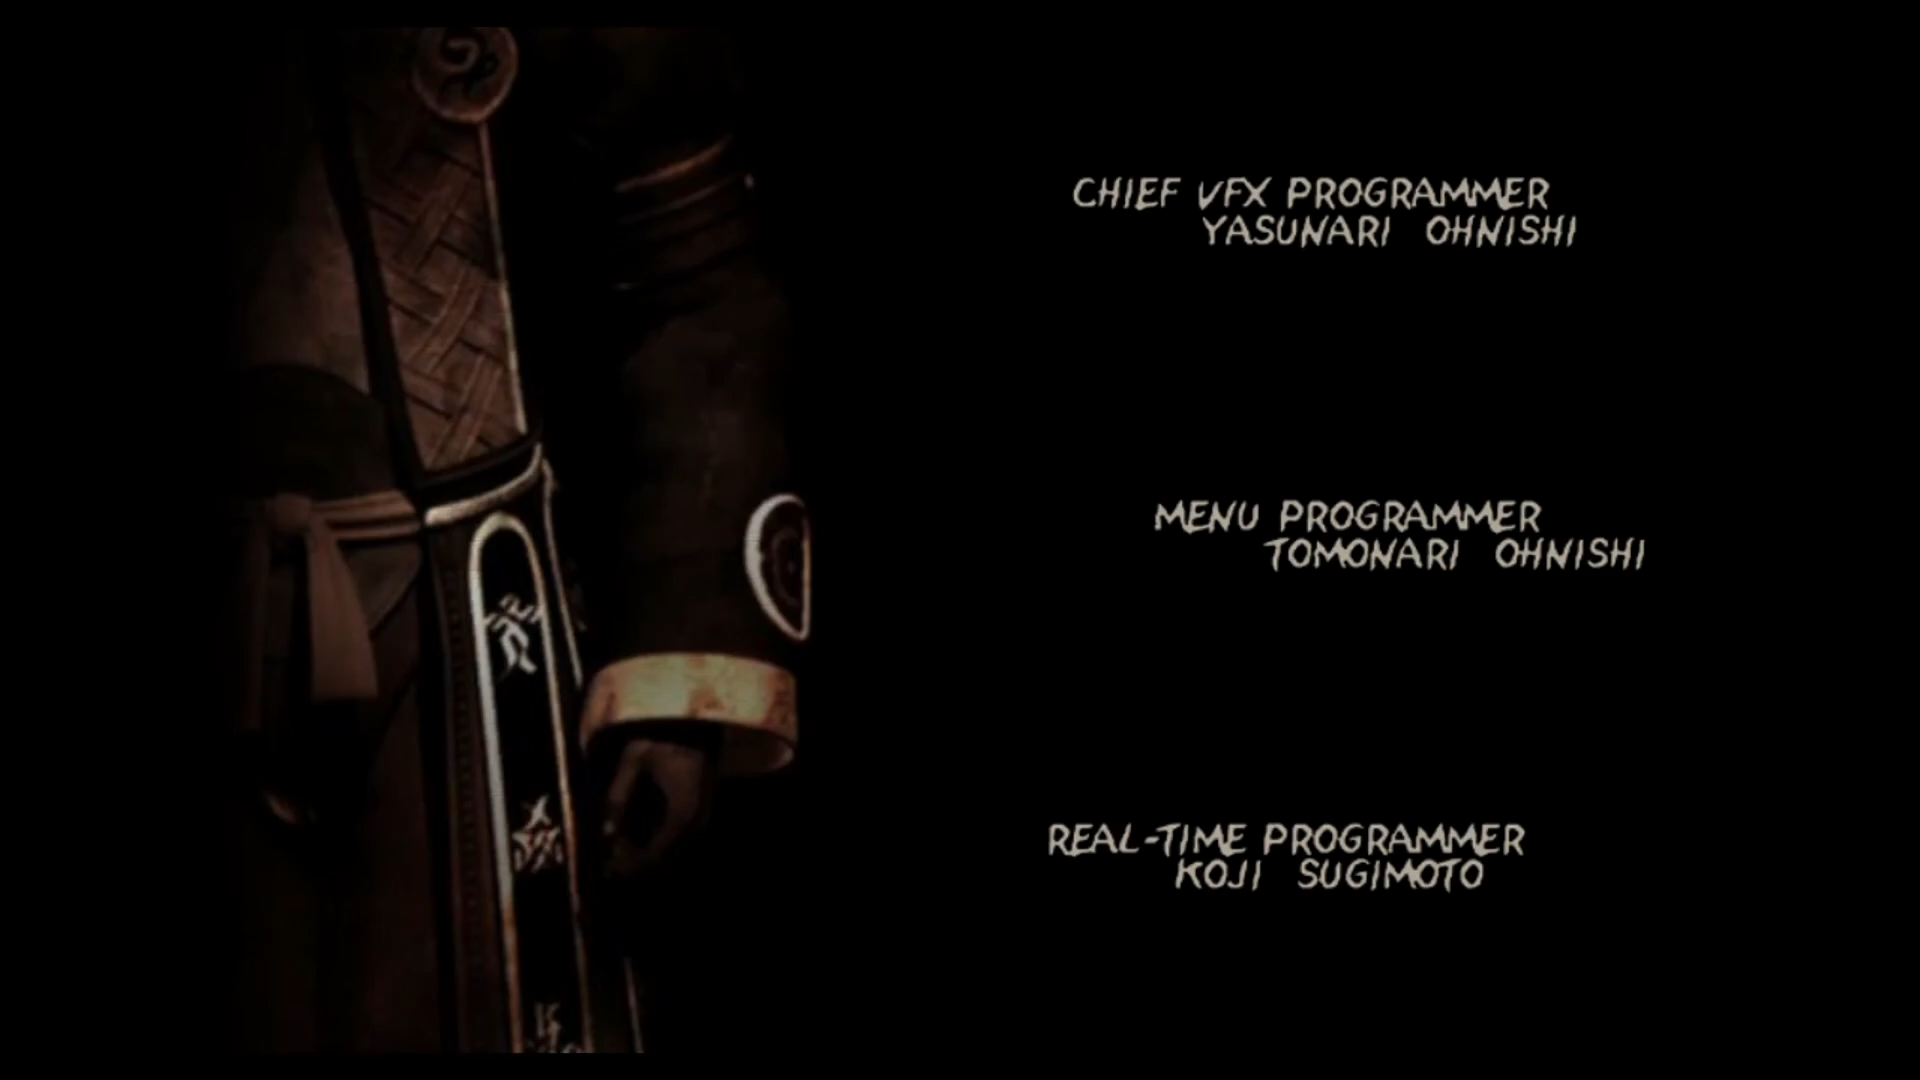 CHIEF VFX PROGRAMMER
YASUNARI OHNISHI
MENU PROGRAMMER
TOMONARI OHNISHI
REAL-TIME PROGRAMMER
KOJI SUGIMOTO